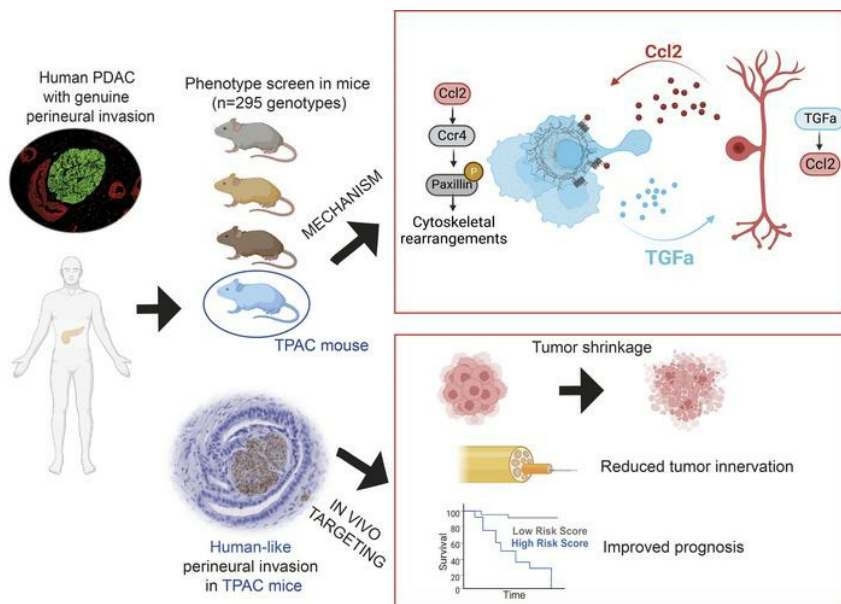 Human PDAC
with genuine
perineural invasion
Phenotype screen in mice
(n=295 genotypes)
TPAC mouse
MECHANISM
Ccl2
Ccr4
P
Paxillin
Cytoskeletal
rearrangements
Ccl2
TGFa
TGFa
Ccl2
Human-like
perineural invasion
in TPAC mice
IN VIVO
TARGETING
Tumor shrinkage
Reduced tumor innervation
Survival
100
80
60
40
20
0
Low Risk Score
High Risk Score
Time
Improved prognosis